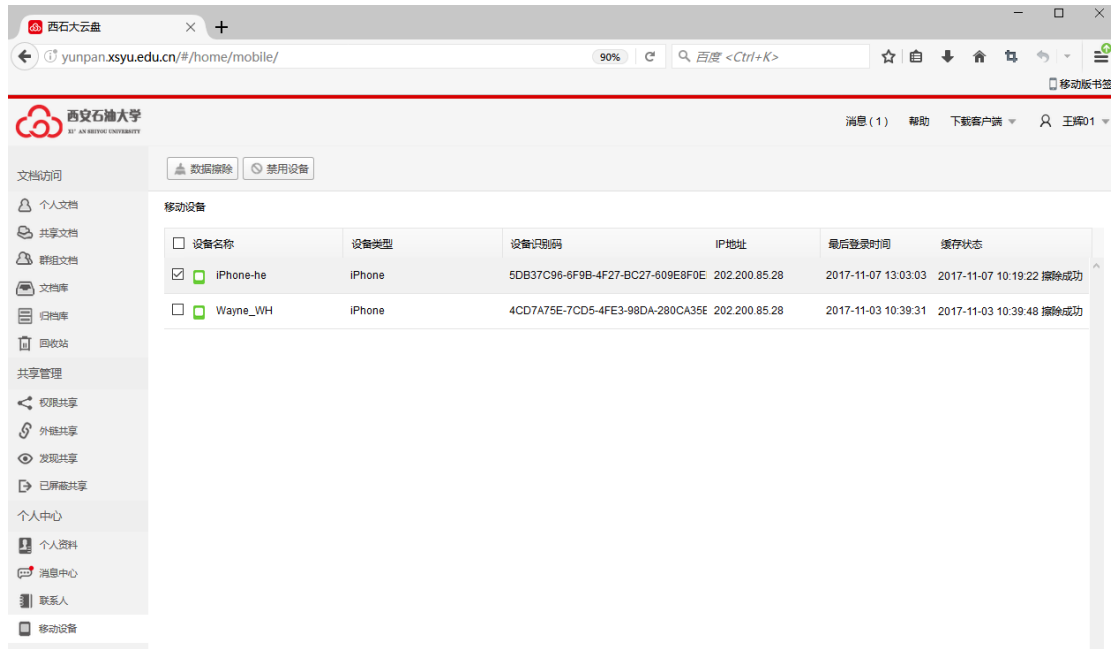 西石大云盘
yunpan.xsyu.edu.cn/#/home/mobile/
90%
百度 <Ctrl+K>
移动版书签
西安石油大学
XI' AN SHIYOU UNIVERSITY
消息(1) 帮助 下载客户端 王辉01
文档访问
个人文档
共享文档
群组文档
文档库
归档库
回收站
共享管理
权限共享
外链共享
发现共享
已屏蔽共享
个人中心
个人资料
消息中心
联系人
移动设备
数据擦除 禁用设备
移动设备
设备名称 设备类型 设备识别码 IP地址 最后登录时间 缓存状态
iPhone-he iPhone 5DB37C96-6F9B-4F27-BC27-609E8F0E 202.200.85.28 2017-11-07 13:03:03 2017-11-07 10:19:22 擦除成功
Wayne_WH iPhone 4CD7A75E-7CD5-4FE3-98DA-280CA35E 202.200.85.28 2017-11-03 10:39:31 2017-11-03 10:39:48 擦除成功